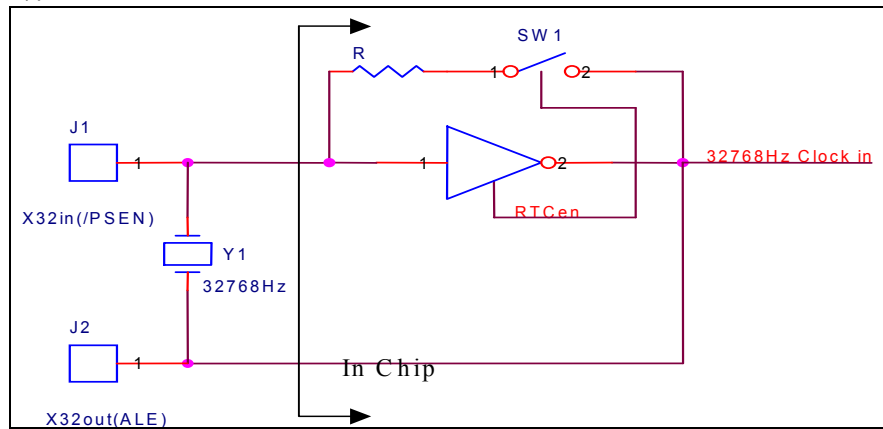 SW1
R
1
2
J1
1
1
2
32768Hz Clock in
X32in(/PSEN)
RTCen
Y1
32768Hz
J2
1
In Chip
X32out(ALE)